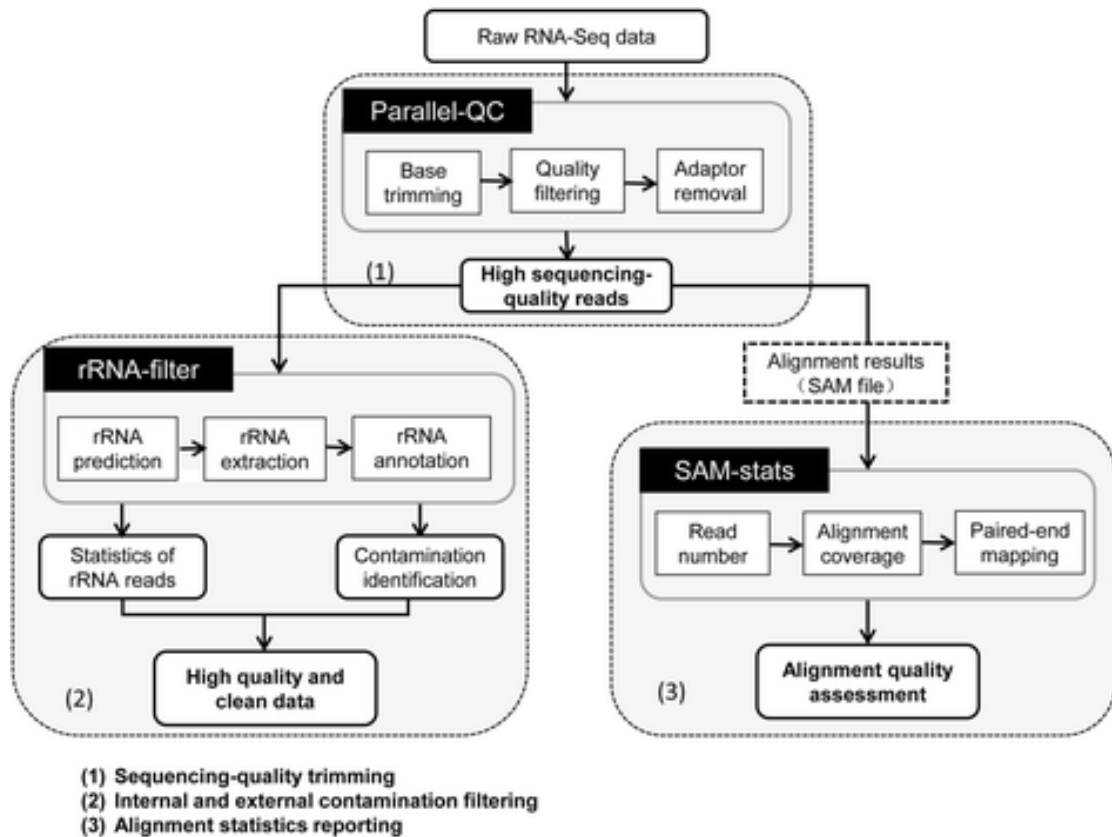 Raw RNA-Seq data
Parallel-QC
Base
trimming
Quality
filtering
Adaptor
removal
(1)
High sequencing-
quality reads
rRNA-filter
rRNA
prediction
rRNA
extraction
rRNA
annotation
Statistics of
rRNA reads
Contamination
identification
High quality and
clean data
(2)
Alignment results
（SAM file）
SAM-stats
Read
number
Alignment
coverage
Paired-end
mapping
Alignment quality
assessment
(3)
(1) Sequencing-quality trimming
(2) Internal and external contamination filtering
(3) Alignment statistics reporting